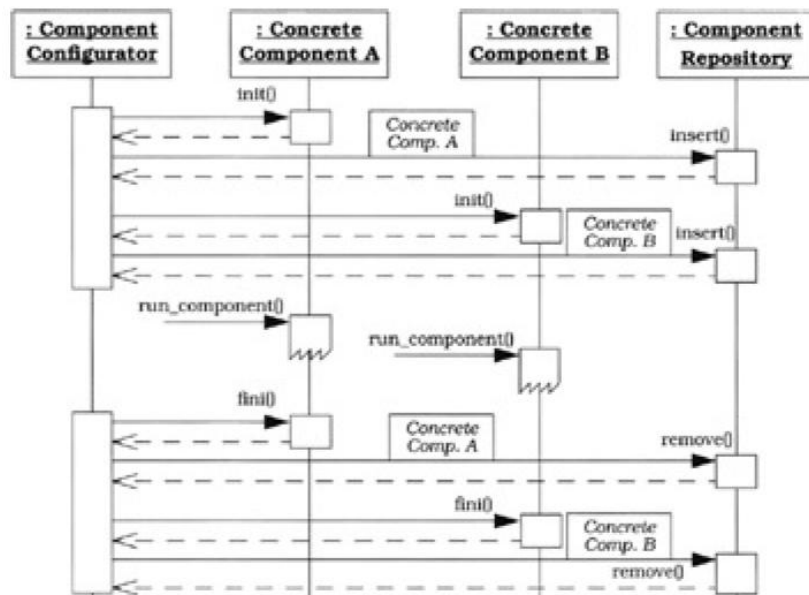 : Component
Configurator
: Concrete
Component A
: Concrete
Component B
: Component
Repository
init()
Concrete
Comp. A
insert()
init()
Concrete
Comp. B
insert()
run_component()
run_component()
fini()
Concrete
Comp. A
remove()
fini()
Concrete
Comp. B
remove()